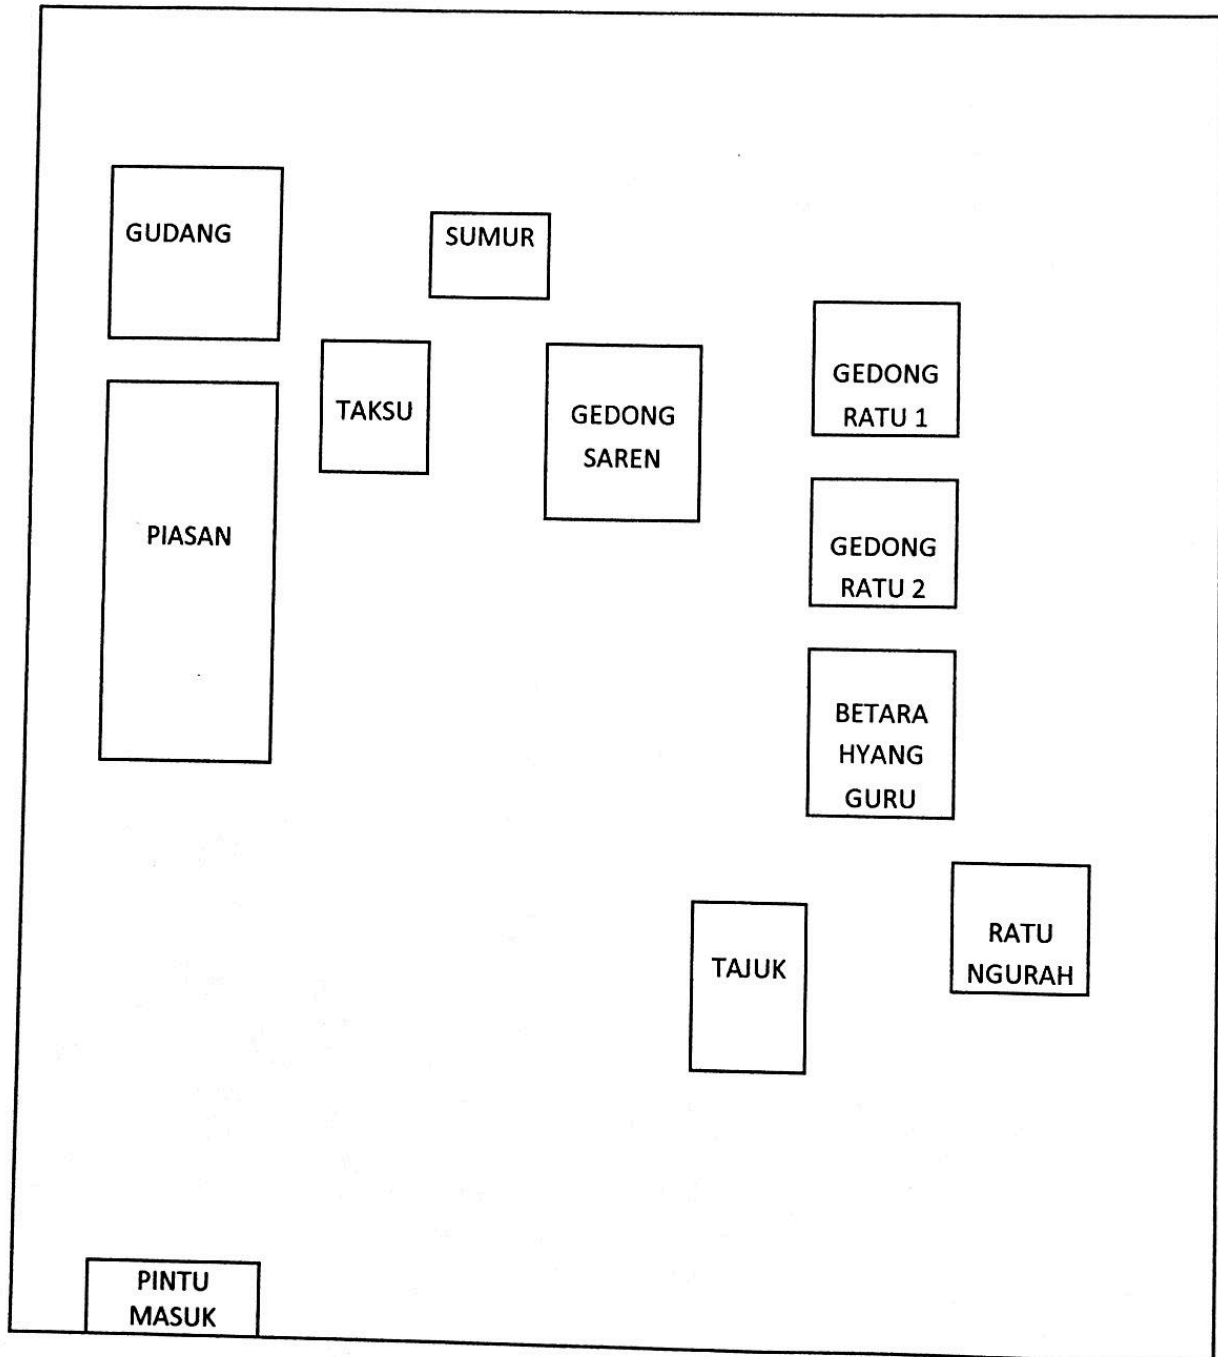 GUDANG
SUMUR
TAKSU
GEDONG
SAREN
GEDONG
RATU 1
PIASAN
GEDONG
RATU 2
BETARA
HYANG
GURU
TAJUK
RATU
NGURAH
PINTU
MASUK